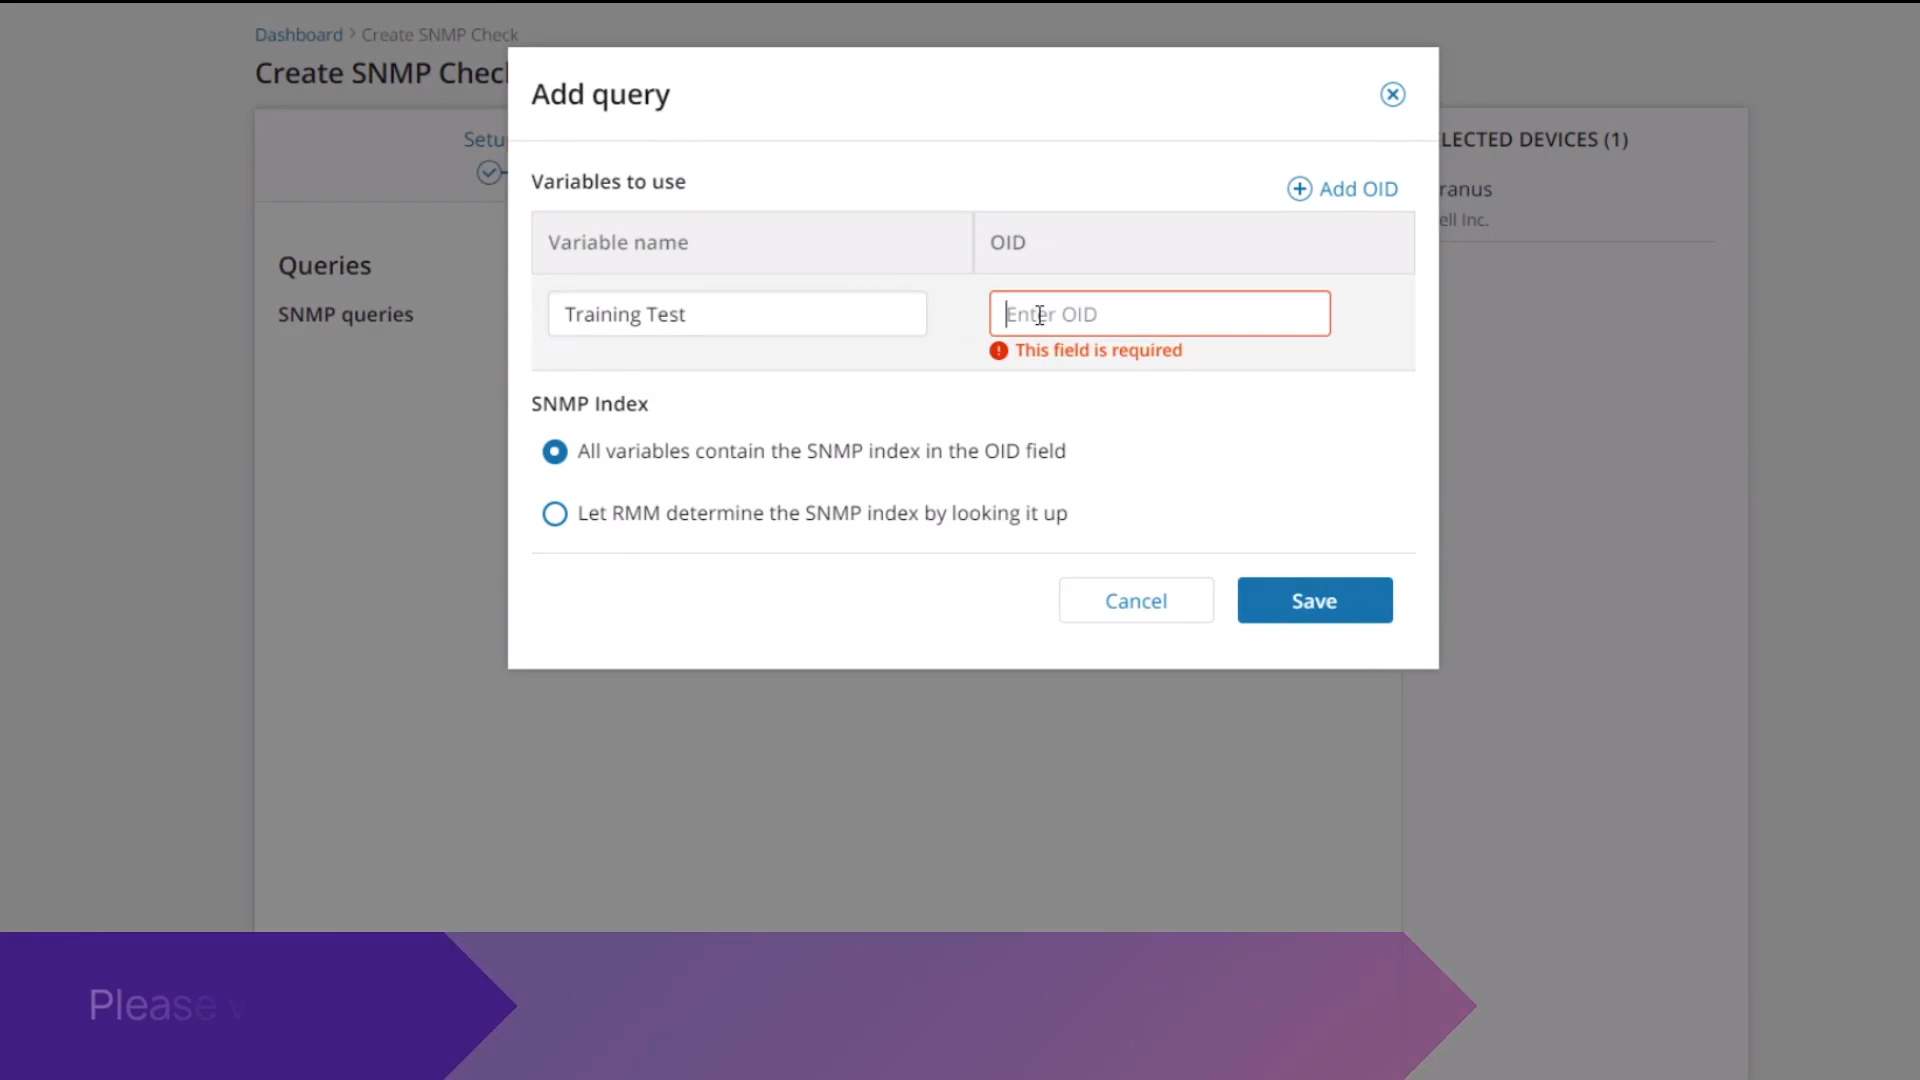 Dashboard > Create SNMP Check
Create SNMP Chec
Add query
Setu
LECTED DEVICES (1)
Variables to use
Add OID
ranus
ell Inc.
Variable name
OID
Queries
SNMP queries
Training Test
Enter OID
This field is required
SNMP Index
All variables contain the SNMP index in the OID field
Let RMM determine the SNMP index by looking it up
Cancel
Save
Please